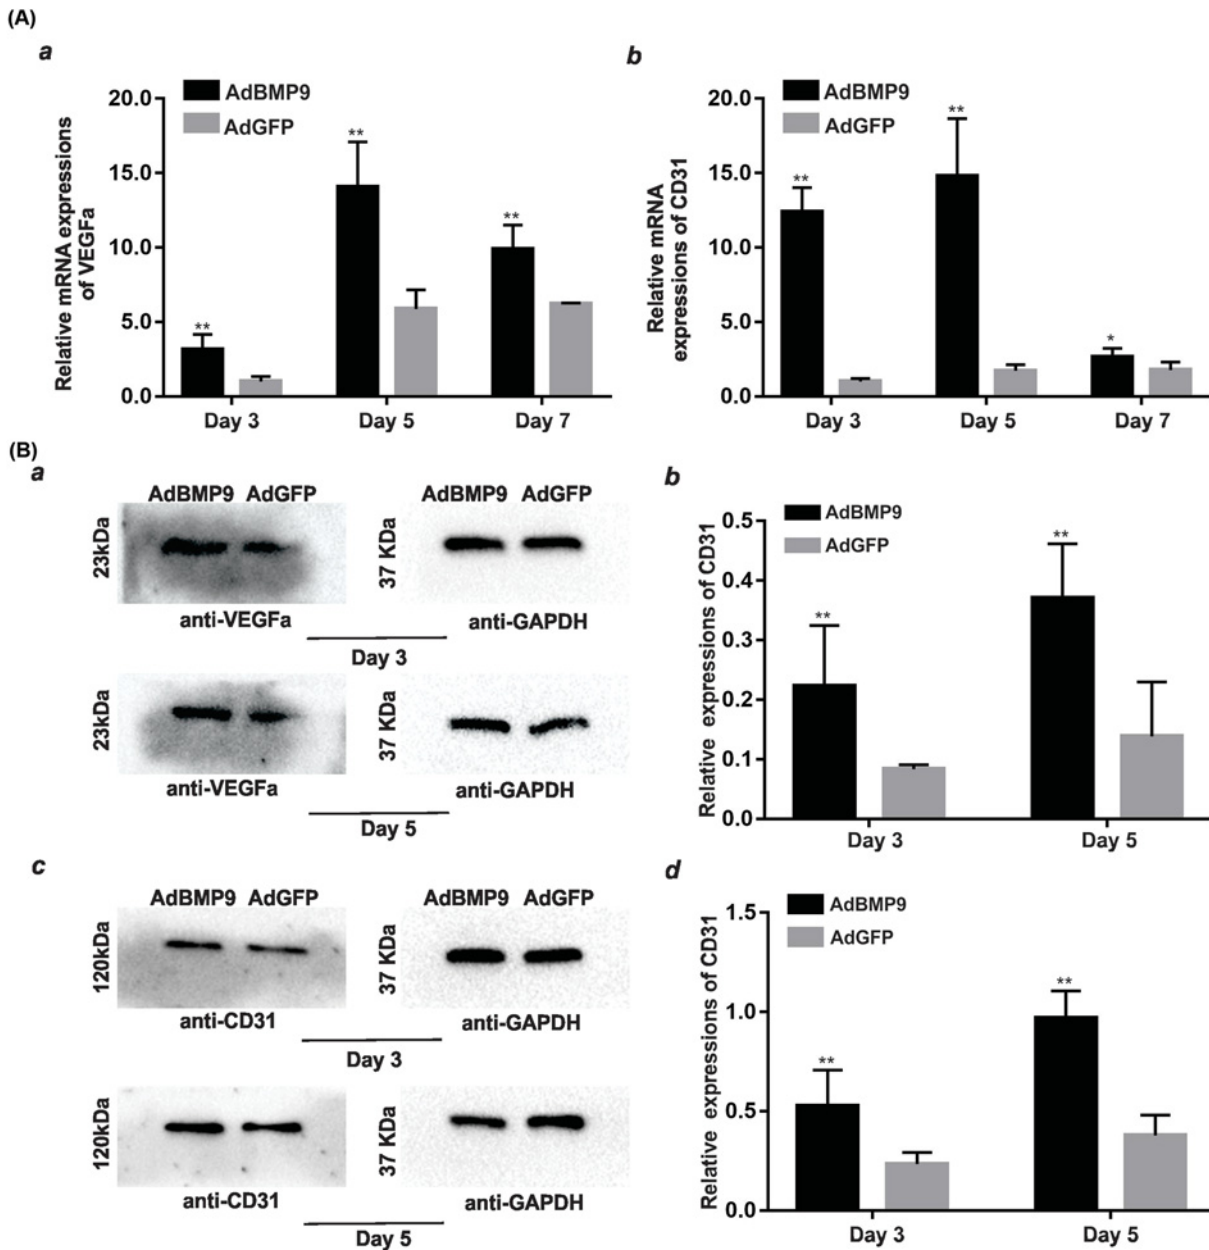 (A)
a
AdBMP9
AdGFP
Relative mRNA expressions
of VEGFa
20.0
15.0
10.0
5.0
0.0
**
**
**
Day 3 Day 5 Day 7
b
AdBMP9
AdGFP
Relative mRNA
expressions of CD31
20.0
15.0
10.0
5.0
0.0
**
**
*
Day 3 Day 5 Day 7
(B)
a
AdBMP9 AdGFP
23kDa
anti-VEGFa
AdBMP9 AdGFP
37 KDa
anti-GAPDH
Day 3
23kDa
anti-VEGFa
37 KDa
anti-GAPDH
Day 5
b
AdBMP9
AdGFP
Relative expressions of CD31
0.5
0.4
0.3
0.2
0.1
0.0
**
**
Day 3 Day 5
c
AdBMP9 AdGFP
120kDa
anti-CD31
AdBMP9 AdGFP
37 KDa
anti-GAPDH
Day 3
120kDa
anti-CD31
37 KDa
anti-GAPDH
Day 5
d
AdBMP9
AdGFP
Relative expressions of CD31
1.5
1.0
0.5
0.0
**
**
Day 3 Day 5